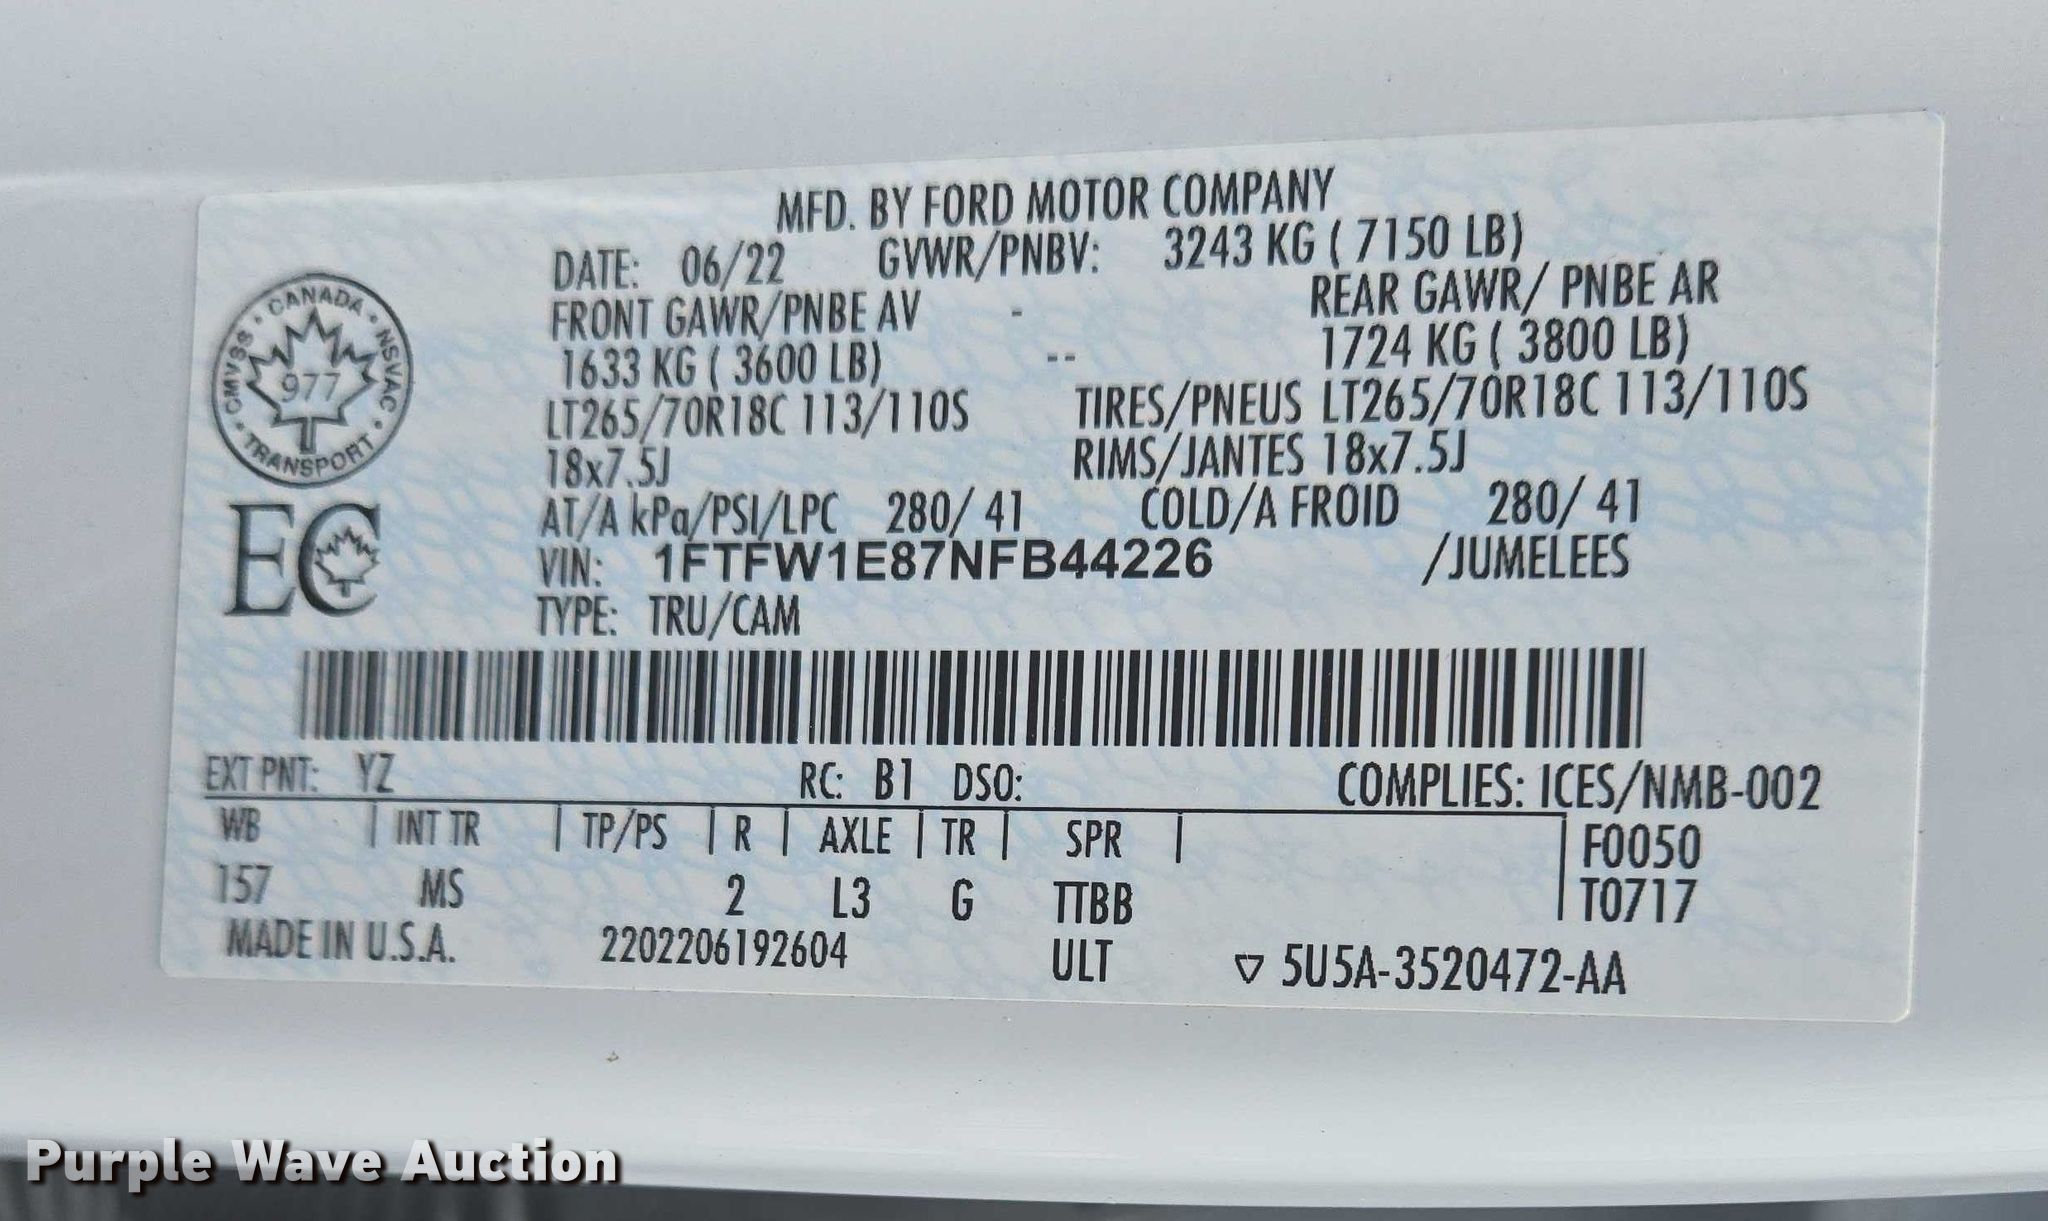 MFD. BY FORD MOTOR COMPANY
DATE: 06/22 GVWR/PNBV: 3243 KG ( 7150 LB)
FRONT GAWR/PNBE AV - REAR GAWR/ PNBE AR
1633 KG ( 3600 LB) -- 1724 KG ( 3800 LB)
LT265/70R18C 113/110S TIRES/PNEUS LT265/70R18C 113/110S
18x7.5J RIMS/JANTES 18x7.5J
AT/A kPa/PSI/LPC 280/ 41 COLD/A FROID 280/ 41
VIN: 1FTFW1E87NFB44226 /JUMELEES
TYPE: TRU/CAM
CANADA • NSVAC • TRANSPORT • CMVSS •
977
EC
EXT PNT: YZ RC: B1 DSO: COMPLIES: ICES/NMB-002
WB | INT TR | TP/PS | R | AXLE | TR | SPR | F0050
157 MS 2 L3 G TTBB T0717
MADE IN U.S.A. 2202206192604 ULT ▽ 5U5A-3520472-AA
Purple Wave Auction